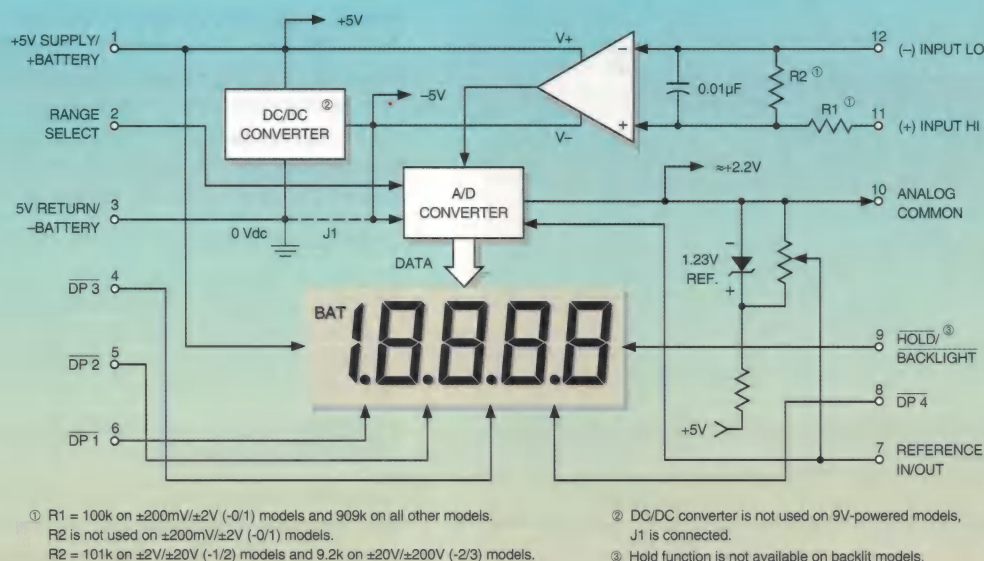 +5V
+5V SUPPLY/
+BATTERY
1
V+
12
(–) INPUT LO
–5V
0.01µF
R2 ①
R1 ①
11
(+) INPUT HI
DC/DC ②
CONVERTER
RANGE
SELECT
2
V–
≈+2.2V
A/D
CONVERTER
10
ANALOG
COMMON
5V RETURN/
–BATTERY
3
0 Vdc
J1
DATA
–
1.23V
REF.
+
DP 3
4
BAT
1.8.8.8.8
HOLD/ ③
BACKLIGHT
9
DP 2
5
DP 4
8
DP 1
6
+5V
7
REFERENCE
IN/OUT
① R1 = 100k on ±200mV/±2V (-0/1) models and 909k on all other models.
R2 is not used on ±200mV/±2V (-0/1) models.
R2 = 101k on ±2V/±20V (-1/2) models and 9.2k on ±20V/±200V (-2/3) models.
② DC/DC converter is not used on 9V-powered models,
J1 is connected.
③ Hold function is not available on backlit models.